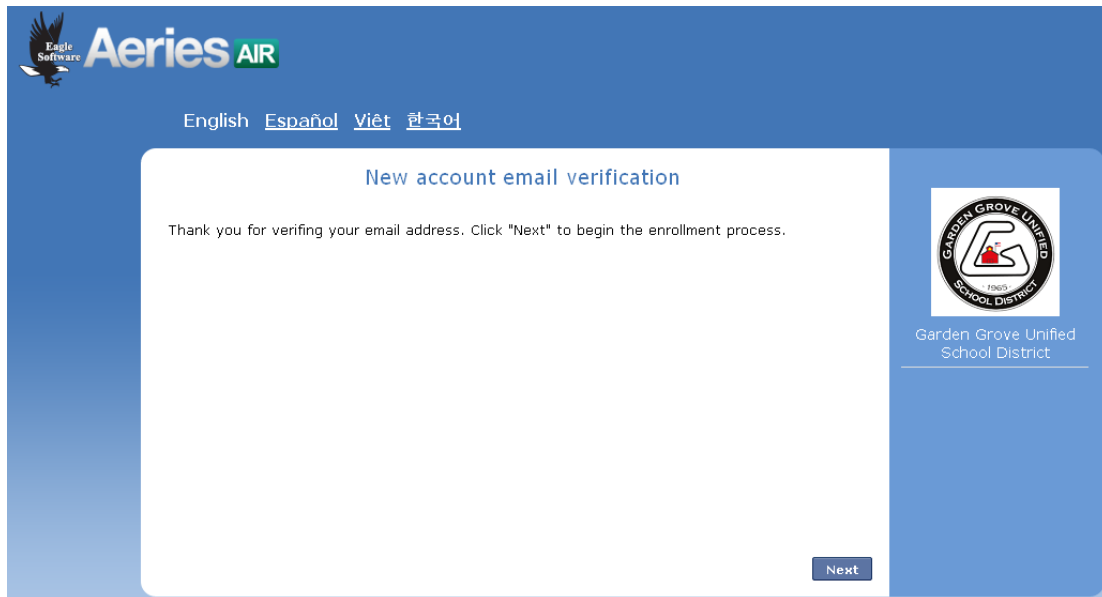 Eagle
Software
Aeries AIR
English Español Viêt 한국어
New account email verification
Thank you for verifing your email address. Click "Next" to begin the enrollment process.
GARDEN GROVE UNIFIED
· 1965 ·
SCHOOL DISTRICT
Garden Grove Unified
School District
Next